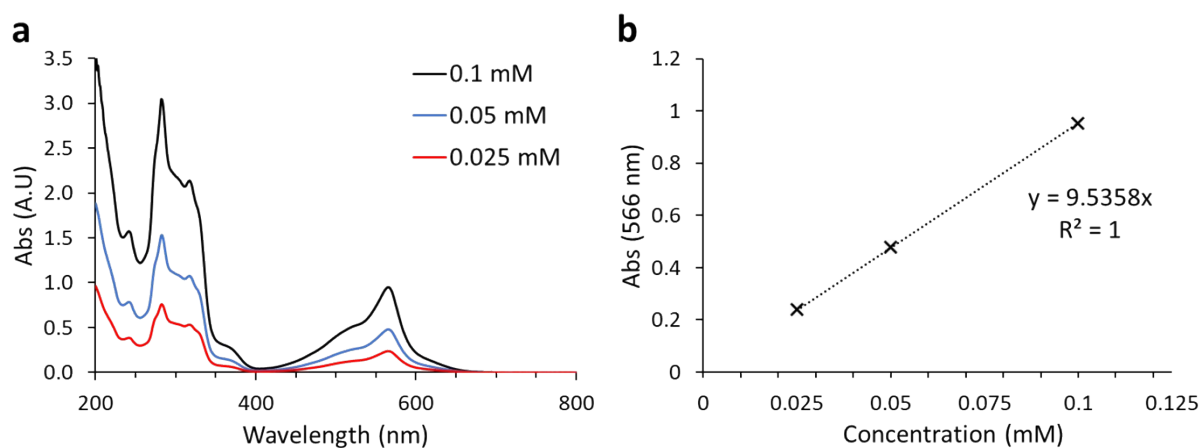 a
3.5
3.0
2.5
2.0
1.5
1.0
0.5
0.0
Abs (A.U)
200
400
600
800
Wavelength (nm)
0.1 mM
0.05 mM
0.025 mM
b
1.2
1
0.8
0.6
0.4
0.2
0
Abs (566 nm)
y = 9.5358x
R² = 1
0
0.025
0.05
0.075
0.1
0.125
Concentration (mM)